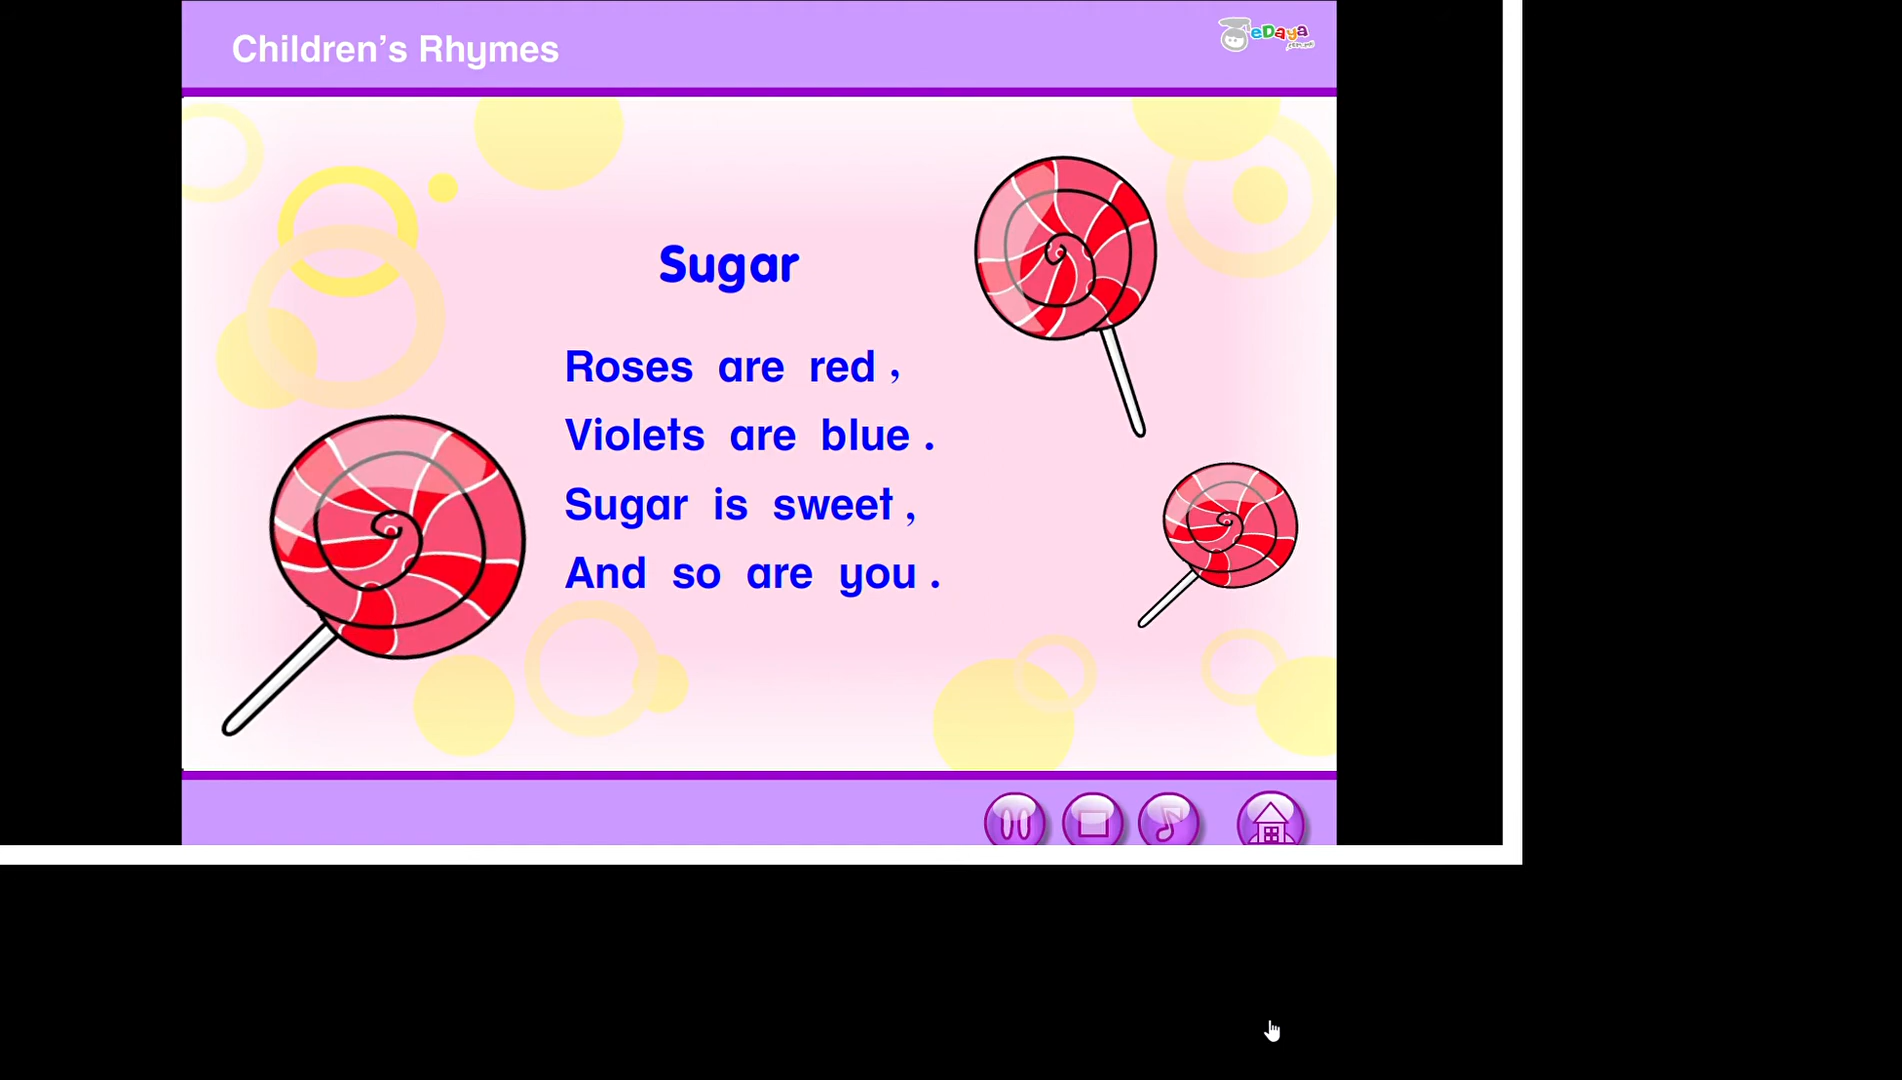 Children’s Rhymes
eDaya
Sugar
Roses are red ,
Violets are blue .
Sugar is sweet ,
And so are you .